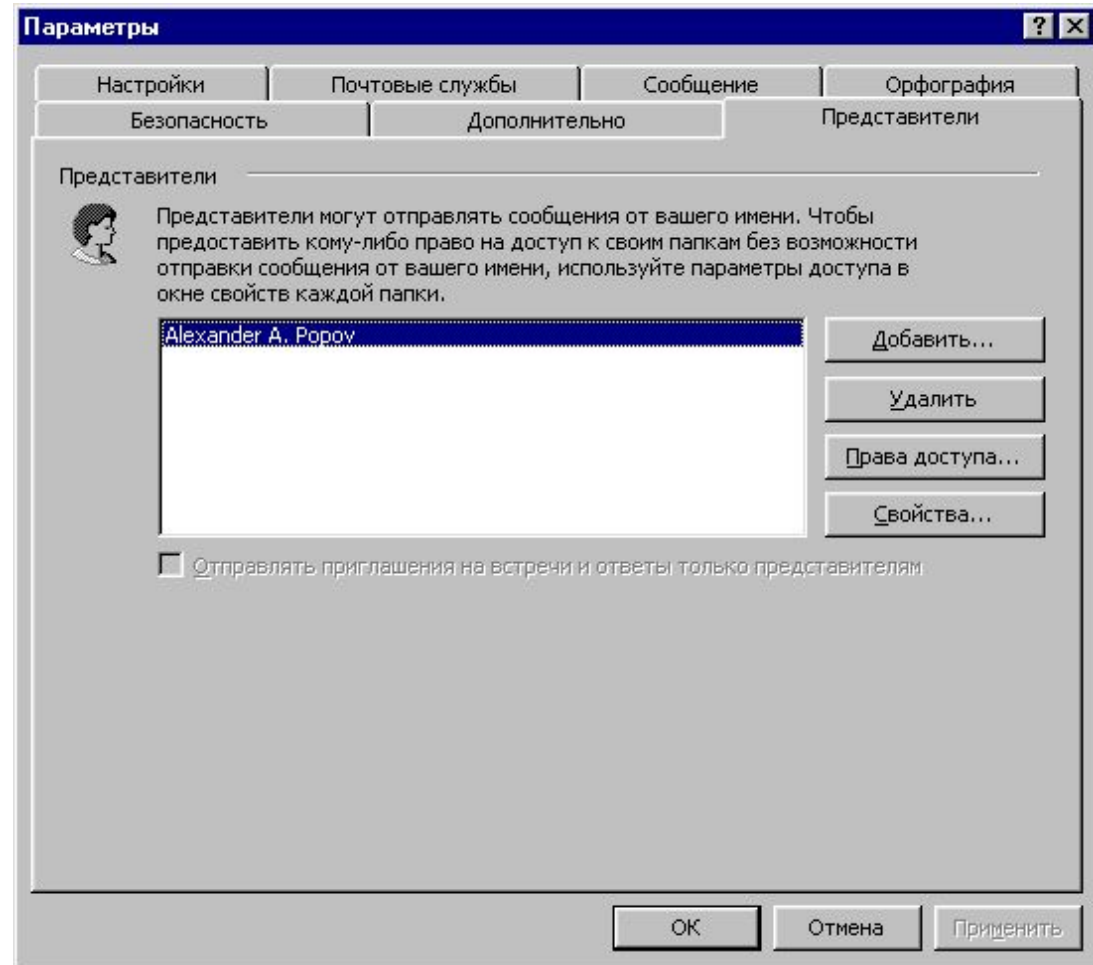 Параметры
Настройки Почтовые службы Сообщение Орфография
Безопасность Дополнительно Представители
Представители
Представители могут отправлять сообщения от вашего имени. Чтобы
предоставить кому-либо право на доступ к своим папкам без возможности
отправки сообщения от вашего имени, используйте параметры доступа в
окне свойств каждой папки.
Alexander A. Popov
Добавить...
Удалить
Права доступа...
Свойства...
Отправлять приглашения на встречи и ответы только представителям
OK Отмена Применить